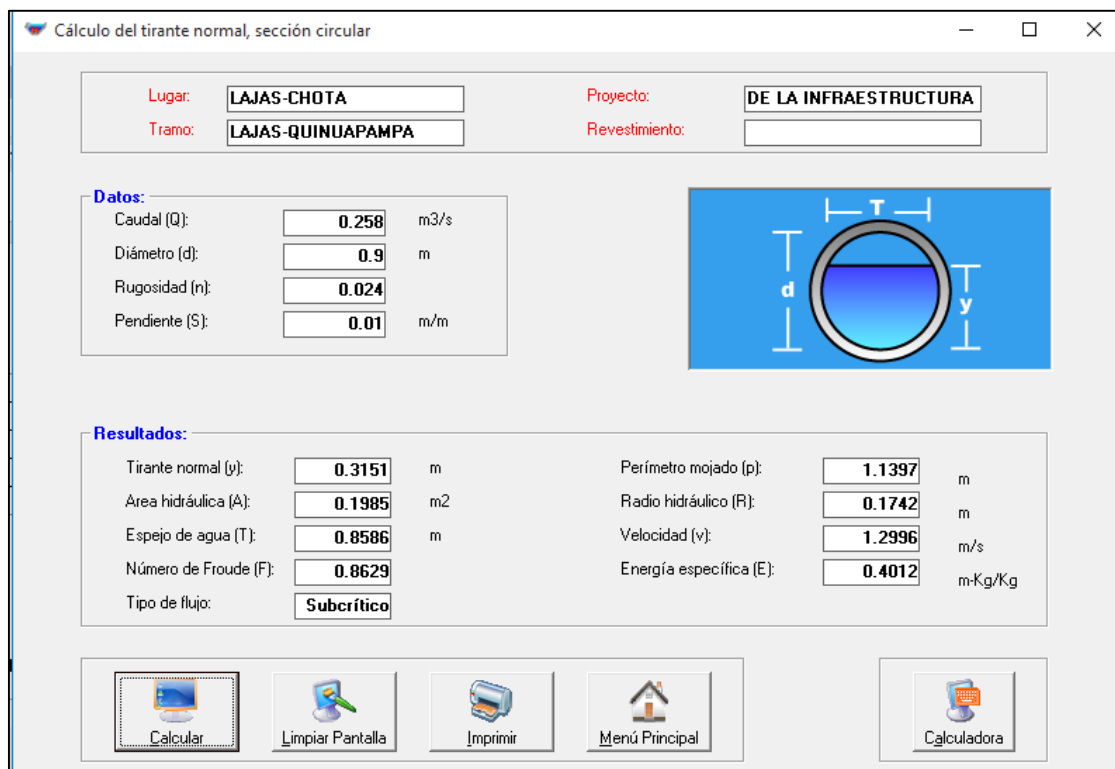 Cálculo del tirante normal, sección circular
Lugar: LAJAS-CHOTA Proyecto: DE LA INFRAESTRUCTURA
Tramo: LAJAS-QUINUAPAMPA Revestimiento:
Datos:
Caudal (Q): 0.258 m3/s
Diámetro (d): 0.9 m
Rugosidad (n): 0.024
Pendiente (S): 0.01 m/m
T
d
y
Resultados:
Tirante normal (y): 0.3151 m Perímetro mojado (p): 1.1397 m
Area hidráulica (A): 0.1985 m2 Radio hidráulico (R): 0.1742 m
Espejo de agua (T): 0.8586 m Velocidad (v): 1.2996 m/s
Número de Froude (F): 0.8629 Energía específica (E): 0.4012 m-Kg/Kg
Tipo de flujo: Subcrítico
Calcular Limpiar Pantalla Imprimir Menú Principal Calculadora